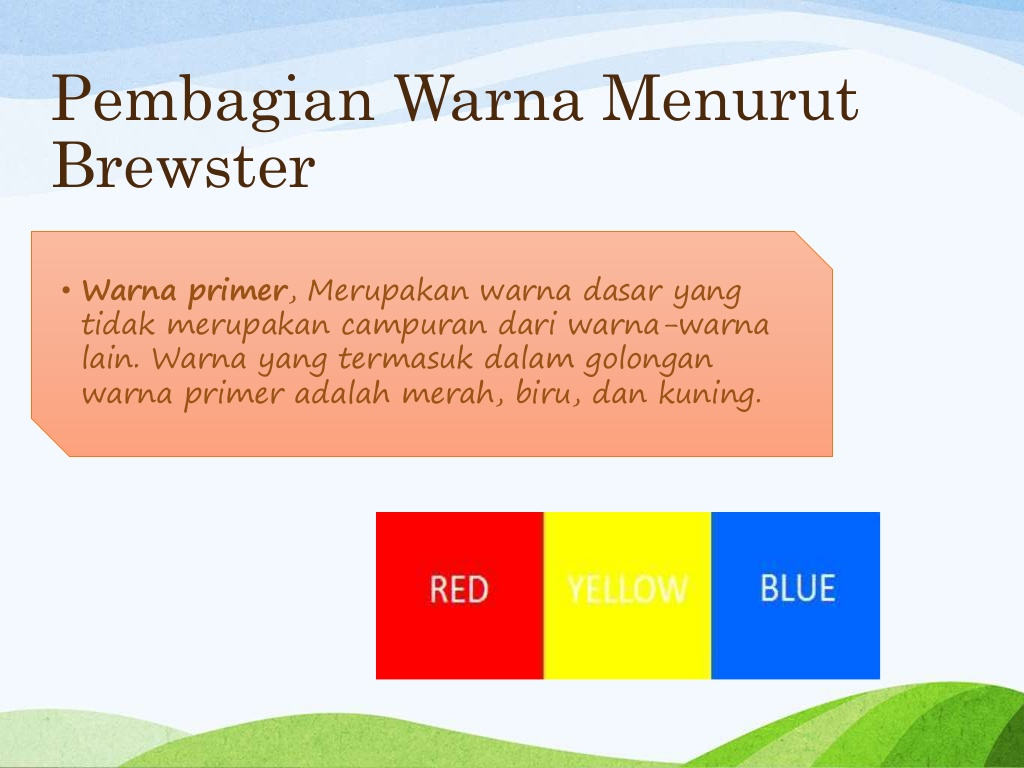 Pembagian Warna Menurut
Brewster
• Warna primer, Merupakan warna dasar yang
tidak merupakan campuran dari warna-warna
lain. Warna yang termasuk dalam golongan
warna primer adalah merah, biru, dan kuning.
RED YELLOW BLUE